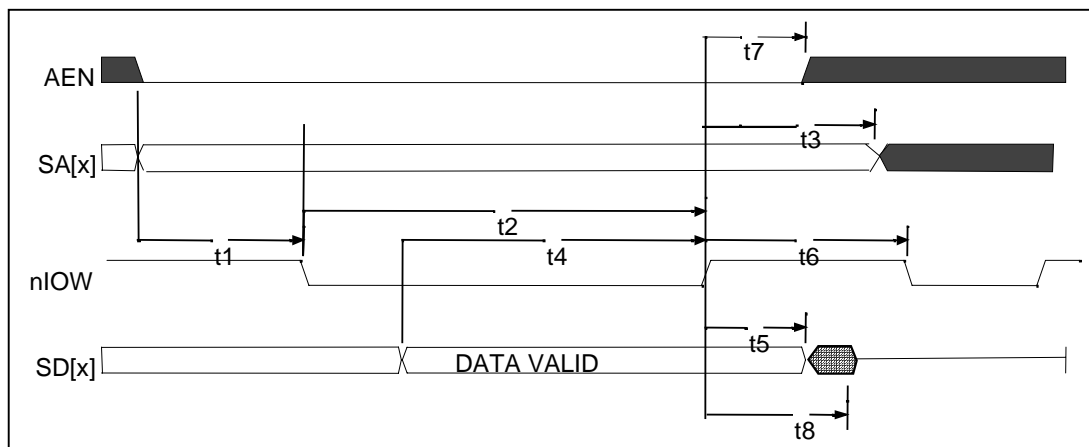 t7
AEN
t3
SA[x]
t2
t1
t4
t6
nIOW
t5
SD[x]
DATA VALID
t8